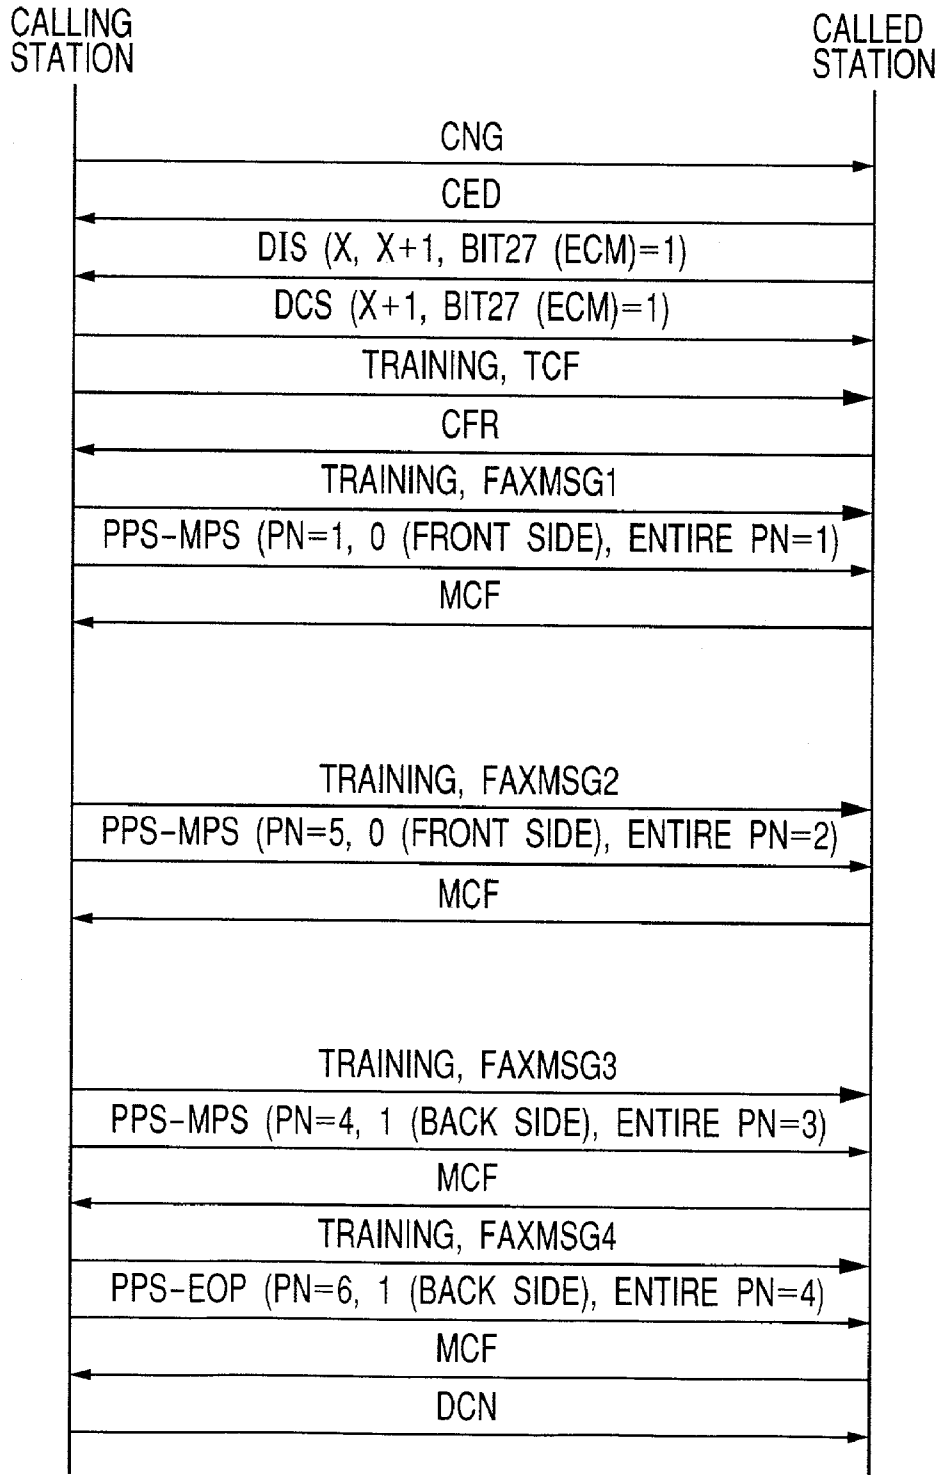 CALLING
STATION
CALLED
STATION
CNG
CED
DIS (X, X+1, BIT27 (ECM)=1)
DCS (X+1, BIT27 (ECM)=1)
TRAINING, TCF
CFR
TRAINING, FAXMSG1
PPS-MPS (PN=1, 0 (FRONT SIDE), ENTIRE PN=1)
MCF
TRAINING, FAXMSG2
PPS-MPS (PN=5, 0 (FRONT SIDE), ENTIRE PN=2)
MCF
TRAINING, FAXMSG3
PPS-MPS (PN=4, 1 (BACK SIDE), ENTIRE PN=3)
MCF
TRAINING, FAXMSG4
PPS-EOP (PN=6, 1 (BACK SIDE), ENTIRE PN=4)
MCF
DCN